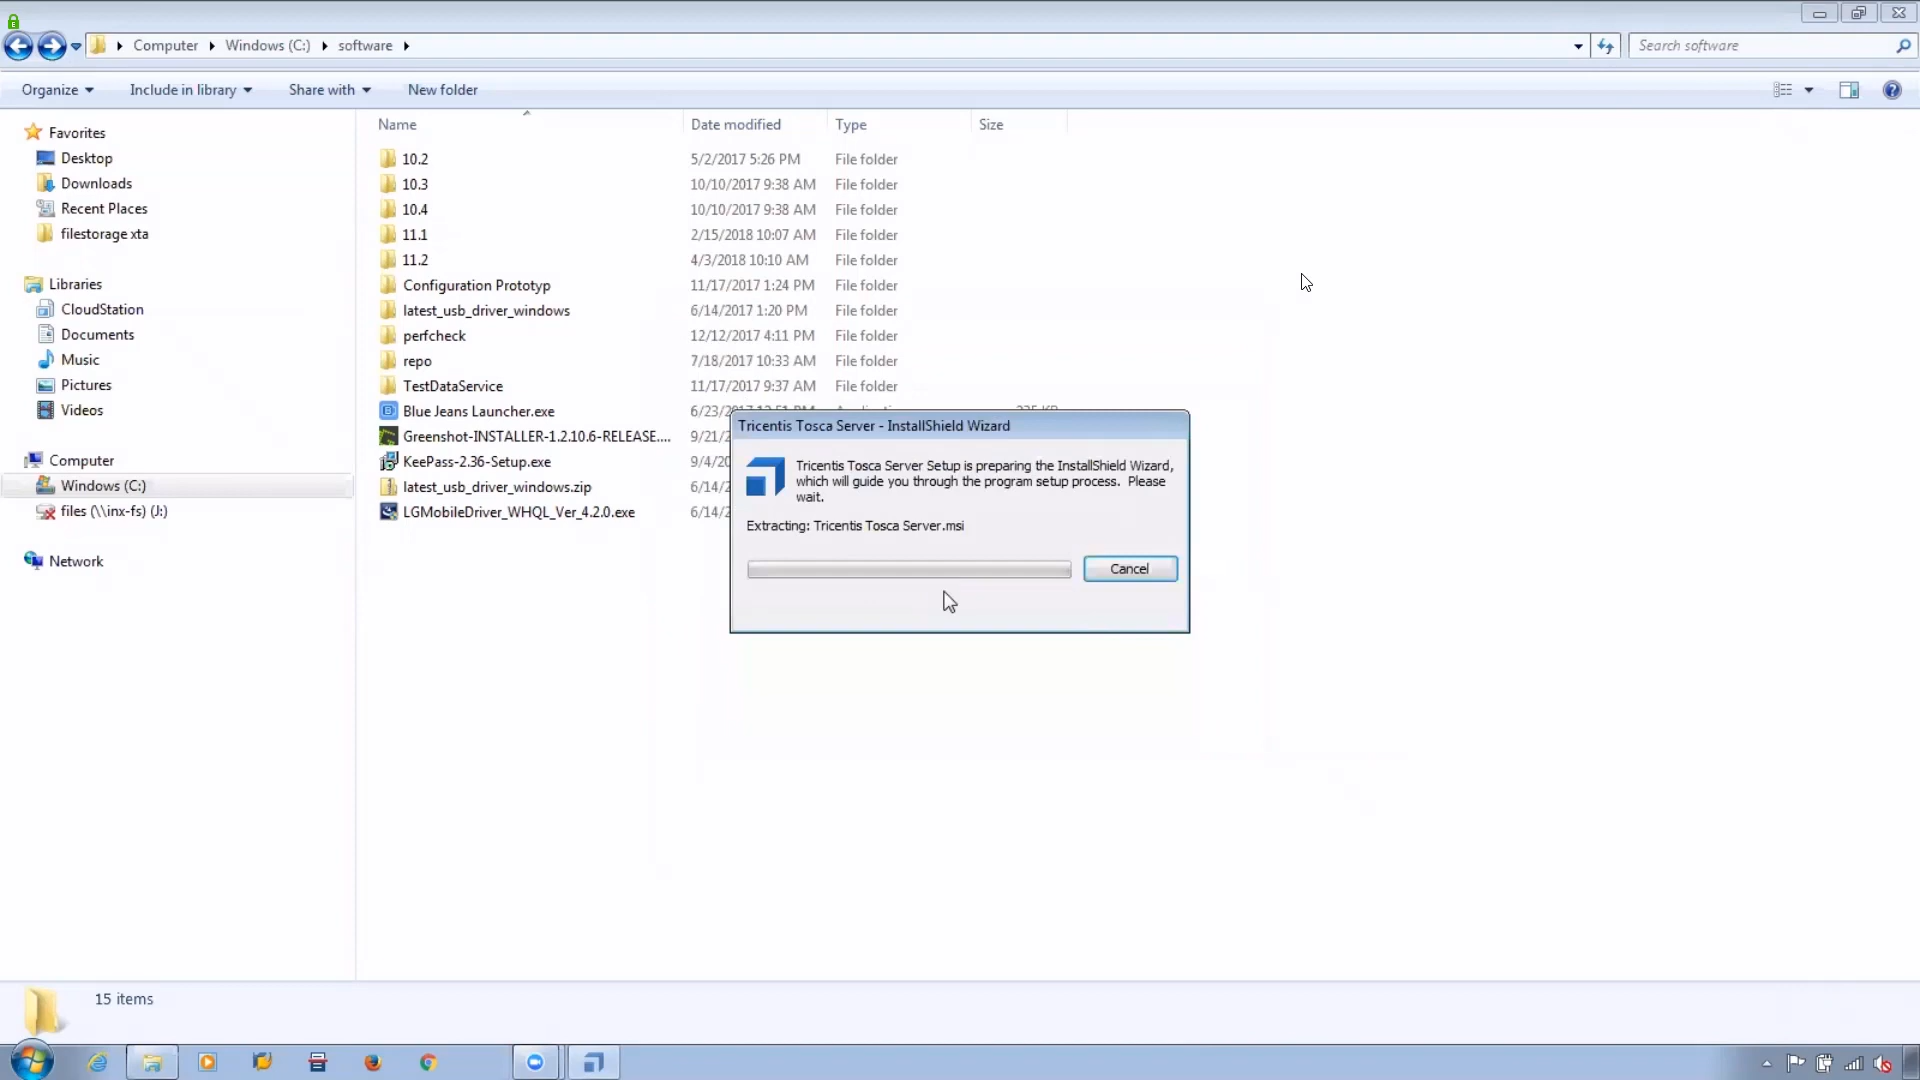 Computer Windows (C:) software
Search software
Organize Include in library Share with New folder
Name Date modified Type Size
Favorites
Desktop
Downloads
Recent Places
filestorage xta
Libraries
CloudStation
Documents
Music
Pictures
Videos
Computer
Windows (C:)
files (\\inx-fs) (J:)
Network
10.2 5/2/2017 5:26 PM File folder
10.3 10/10/2017 9:38 AM File folder
10.4 10/10/2017 9:38 AM File folder
11.1 2/15/2018 10:07 AM File folder
11.2 4/3/2018 10:10 AM File folder
Configuration Prototyp 11/17/2017 1:24 PM File folder
latest_usb_driver_windows 6/14/2017 1:20 PM File folder
perfcheck 12/12/2017 4:11 PM File folder
repo 7/18/2017 10:33 AM File folder
TestDataService 11/17/2017 9:37 AM File folder
Blue Jeans Launcher.exe
Greenshot-INSTALLER-1.2.10.6-RELEASE.... 9/21/2
KeePass-2.36-Setup.exe 9/4/20
latest_usb_driver_windows.zip 6/14/2
LGMobileDriver_WHQL_Ver_4.2.0.exe 6/14/2
Tricentis Tosca Server - InstallShield Wizard
Tricentis Tosca Server Setup is preparing the InstallShield Wizard,
which will guide you through the program setup process. Please
wait.
Extracting: Tricentis Tosca Server.msi
Cancel
15 items